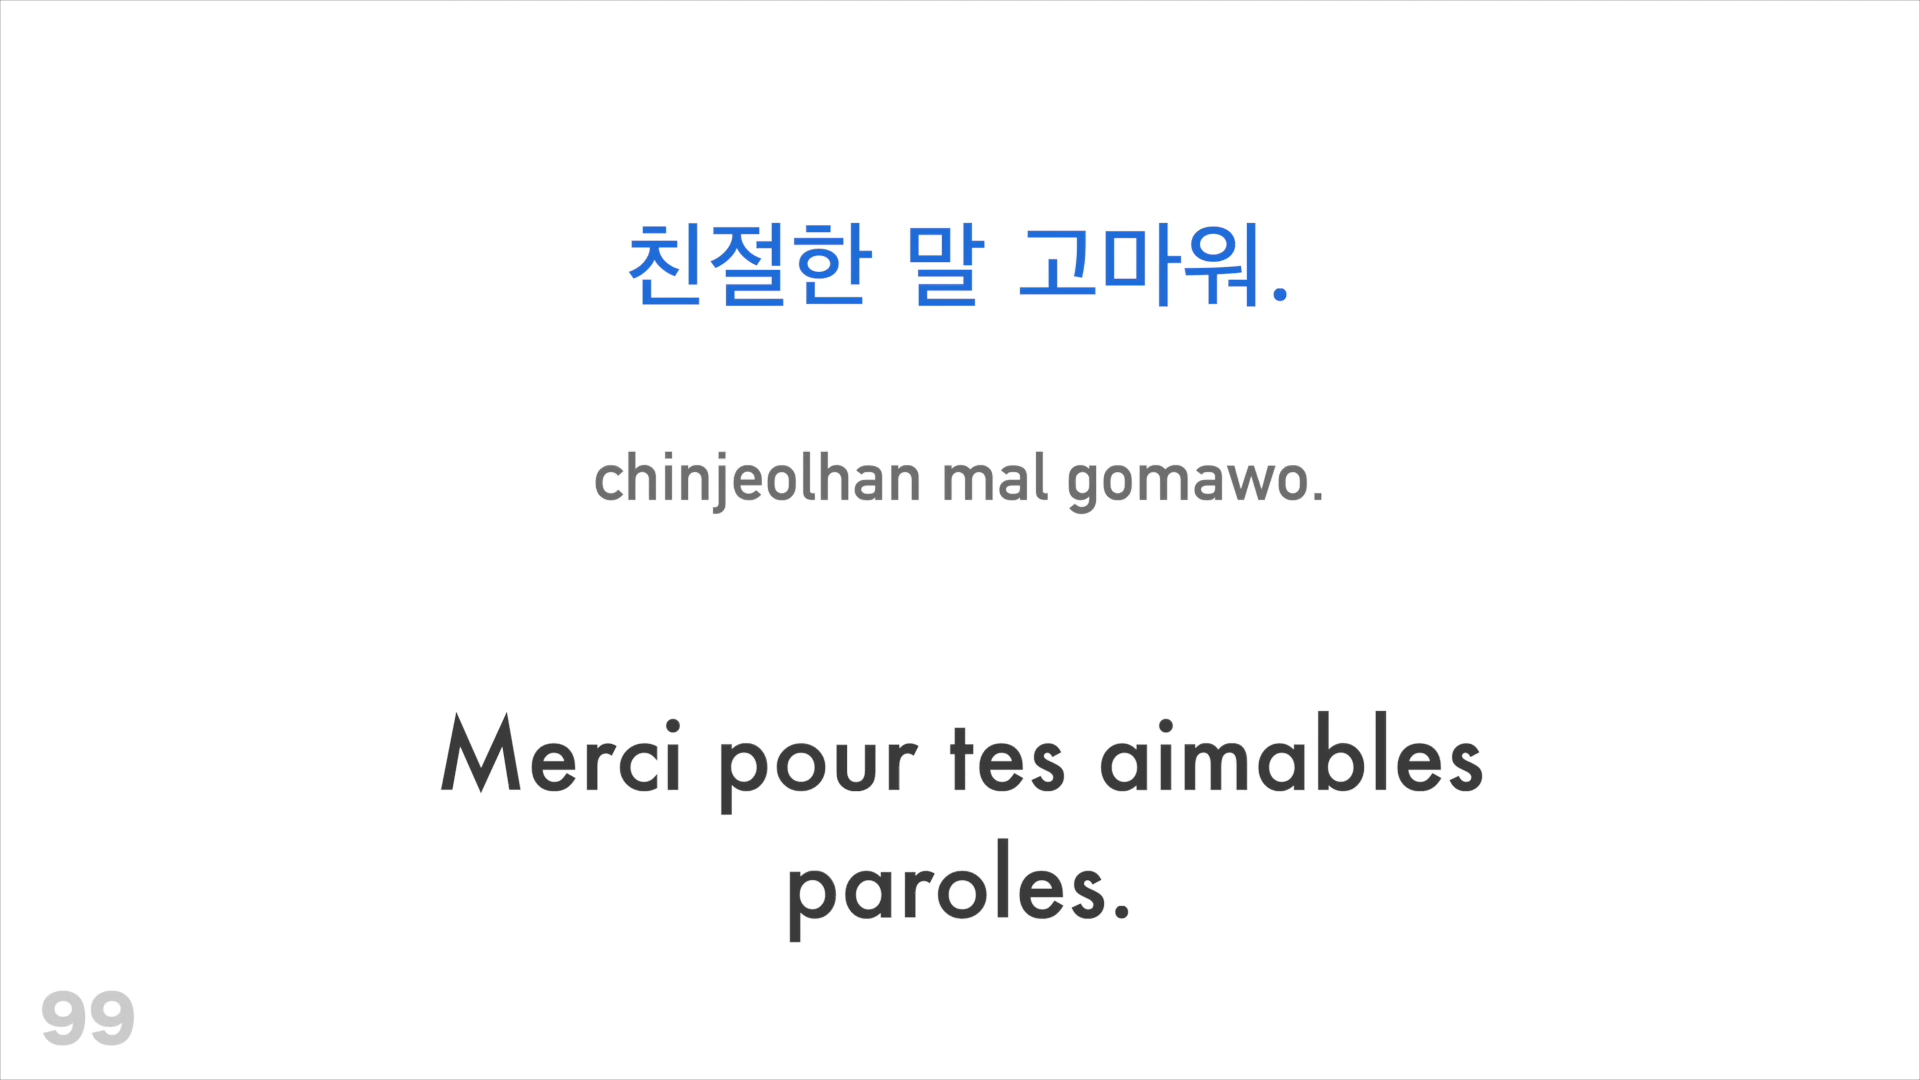 친절한 말 고마워.
chinjeolhan mal gomawo.
Merci pour tes aimables
paroles.
99